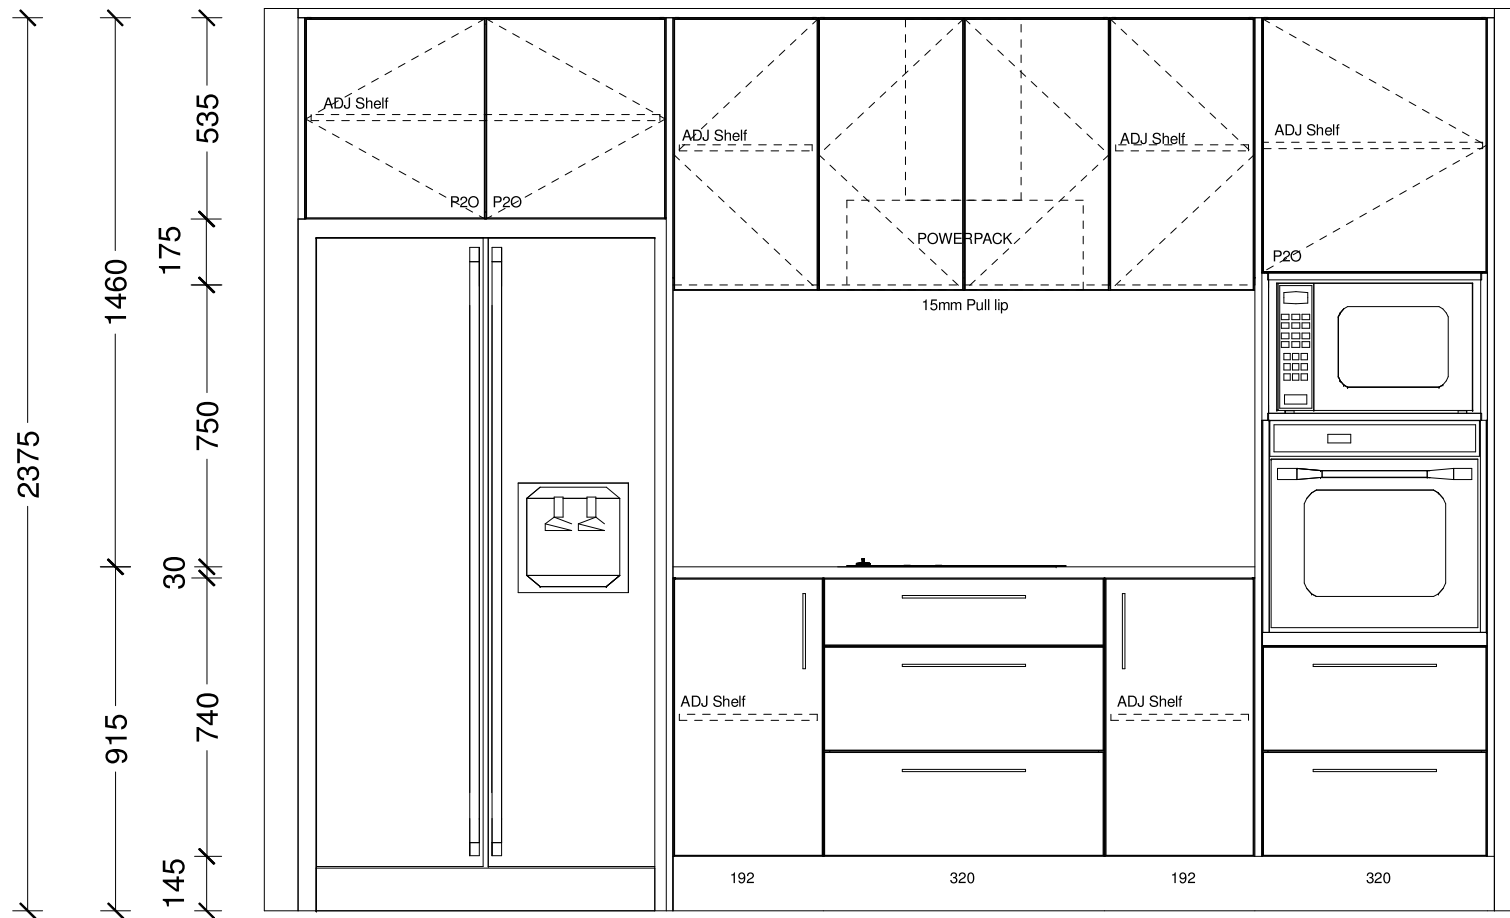 2375
1460
915
535
175
750
30
740
145
ADJ Shelf
P2O
P2O
ADJ Shelf
ADJ Shelf
ADJ Shelf
POWERPACK
P2O
15mm Pull lip
ADJ Shelf
ADJ Shelf
192
320
192
320